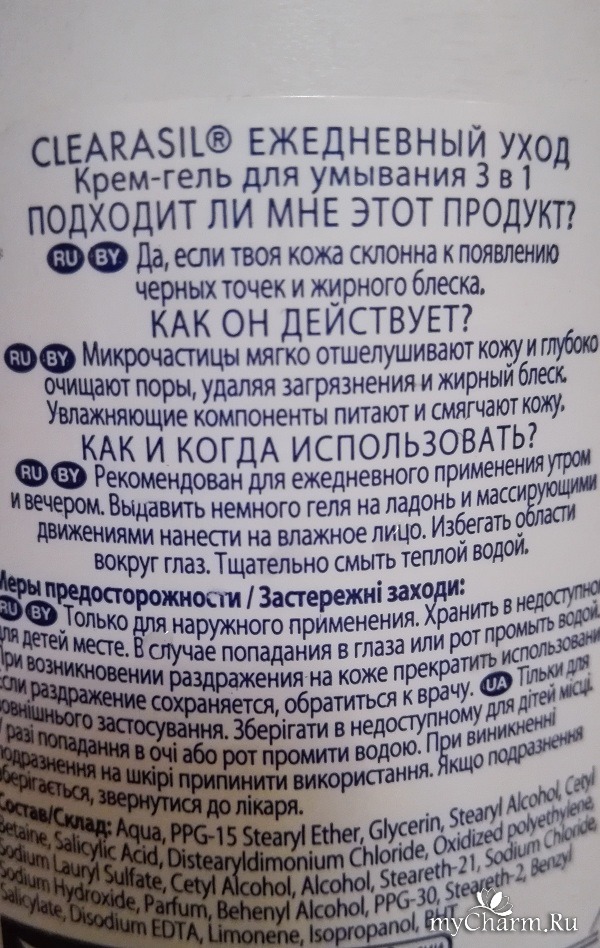 CLEARASIL® ЕЖЕДНЕВНЫЙ УХОД
Крем-гель для умывания 3 в 1
ПОДХОДИТ ЛИ МНЕ ЭТОТ ПРОДУКТ?
RU BY Да, если твоя кожа склонна к появлению
черных точек и жирного блеска.
КАК ОН ДЕЙСТВУЕТ?
RU BY Микрочастицы мягко отшелушивают кожу и глубоко
очищают поры, удаляя загрязнения и жирный блеск.
Увлажняющие компоненты питают и смягчают кожу.
КАК И КОГДА ИСПОЛЬЗОВАТЬ?
RU BY Рекомендован для ежедневного применения утром
и вечером. Выдавить немного геля на ладонь и массирующими
движениями нанести на влажное лицо. Избегать области
вокруг глаз. Тщательно смыть теплой водой.
Меры предосторожности / Застережні заходи:
RU BY Только для наружного применения. Хранить в недоступном
для детей месте. В случае попадания в глаза или рот промыть водой.
При возникновении раздражения на коже прекратить использовани
если раздражение сохраняется, обратиться к врачу. UA Тільки для
зовнішнього застосування. Зберігати в недоступному для дітей місці.
У разі попадання в очі або рот промити водою. При виникненні
подразнення на шкірі припинити використання. Якщо подразнення
зберігається, звернутися до лікаря.
Состав/Склад: Aqua, PPG-15 Stearyl Ether, Glycerin, Stearyl Alcohol, Cetyl
Betaine, Salicylic Acid, Distearyldimonium Chloride, Oxidized polyethylene,
Sodium Lauryl Sulfate, Cetyl Alcohol, Alcohol, Steareth-21, Sodium Chloride,
Sodium Hydroxide, Parfum, Behenyl Alcohol, PPG-30, Steareth-2, Benzyl
Salicylate, Disodium EDTA, Limonene, Isopropanol, BHT
myCharm.Ru